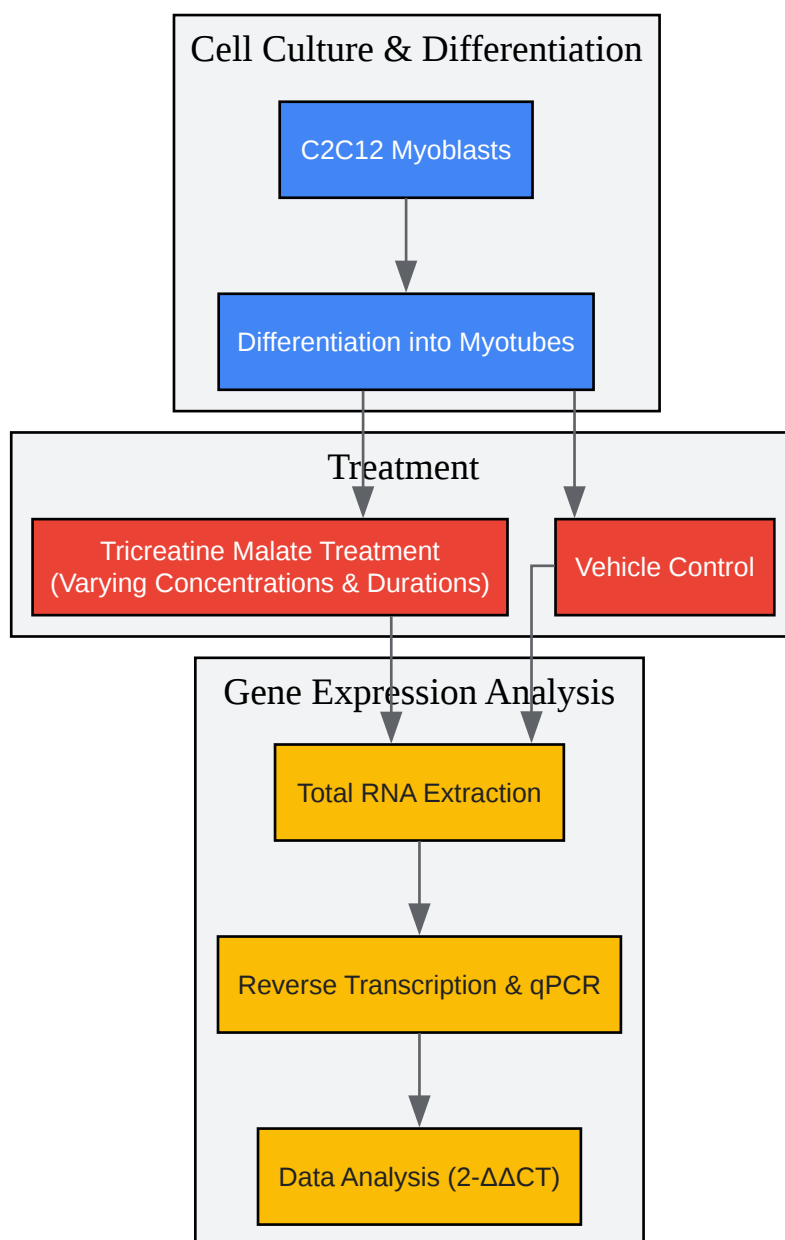 Cell Culture & Differentiation
C2C12 Myoblasts
Differentiation into Myotubes
Treatment
Tricreatine Malate Treatment
(Varying Concentrations & Durations)
Vehicle Control
Gene Expression Analysis
Total RNA Extraction
Reverse Transcription & qPCR
Data Analysis (2-ΔΔCT)